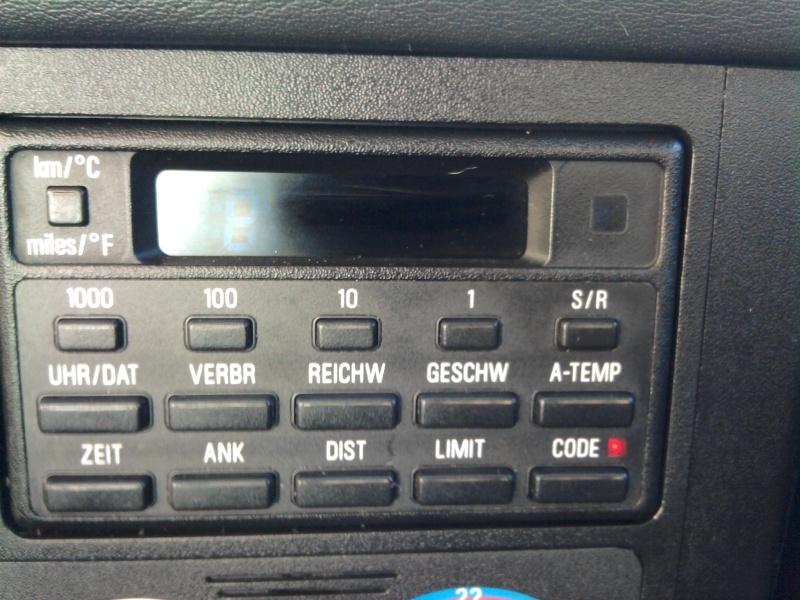 km/°C
miles/°F
1000 100 10 1 S/R
UHR/DAT VERBR REICHW GESCHW A-TEMP
ZEIT ANK DIST LIMIT CODE
22